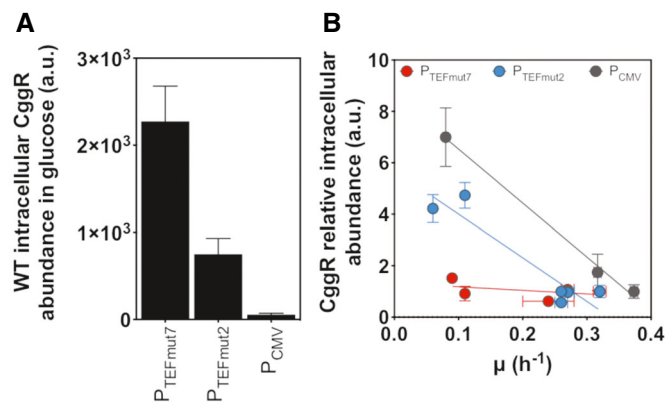 A
WT intracellular CggR
abundance in glucose (a.u.)
3×10³
2×10³
1×10³
0
PTEFmut7
PTEFmut2
PCMV
B
PTEFmut7 PTEFmut2 PCMV
CggR relative intracellular
abundance (a.u.)
10
8
6
4
2
0
0.0 0.1 0.2 0.3 0.4
μ (h⁻¹)